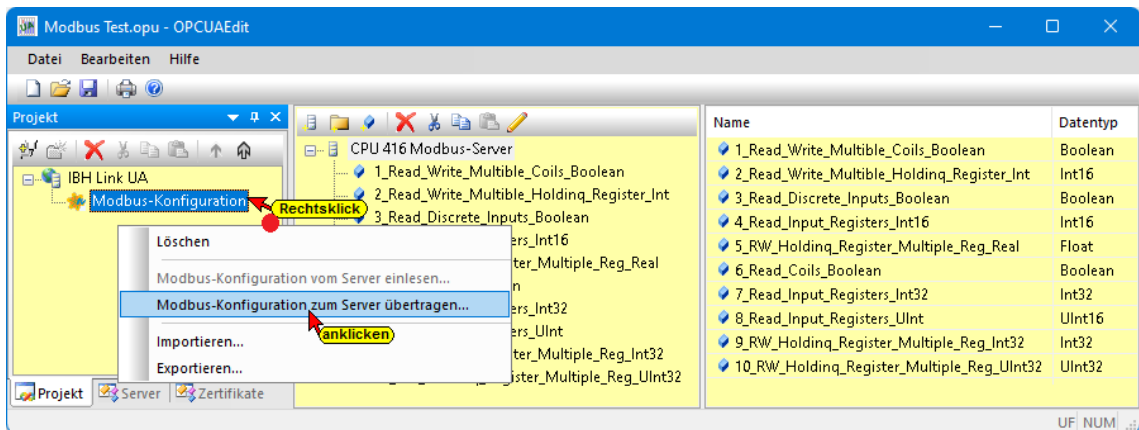 Modbus Test.opu - OPCUAEdit
Datei Bearbeiten Hilfe
Projekt
IBH Link UA
Modbus-Konfiguration
Rechtsklick
Löschen
Modbus-Konfiguration vom Server einlesen...
Modbus-Konfiguration zum Server übertragen...
anklicken
Importieren...
Exportieren...
Projekt Server Zertifikate
CPU 416 Modbus-Server
1_Read_Write_Multible_Coils_Boolean
2_Read_Write_Multible_Holding_Register_Int
3_Read_Discrete_Inputs_Boolean
ers_Int16
ter_Multiple_Reg_Real
n
ers_Int32
ers_UInt
ter_Multiple_Reg_Int32
ister_Multiple_Reg_UInt32
Name Datentyp
1_Read_Write_Multible_Coils_Boolean Boolean
2_Read_Write_Multible_Holding_Register_Int Int16
3_Read_Discrete_Inputs_Boolean Boolean
4_Read_Input_Registers_Int16 Int16
5_RW_Holding_Register_Multiple_Reg_Real Float
6_Read_Coils_Boolean Boolean
7_Read_Input_Registers_Int32 Int32
8_Read_Input_Registers_UInt UInt16
9_RW_Holding_Register_Multiple_Reg_Int32 Int32
10_RW_Holding_Register_Multiple_Reg_UInt32 UInt32
UF NUM